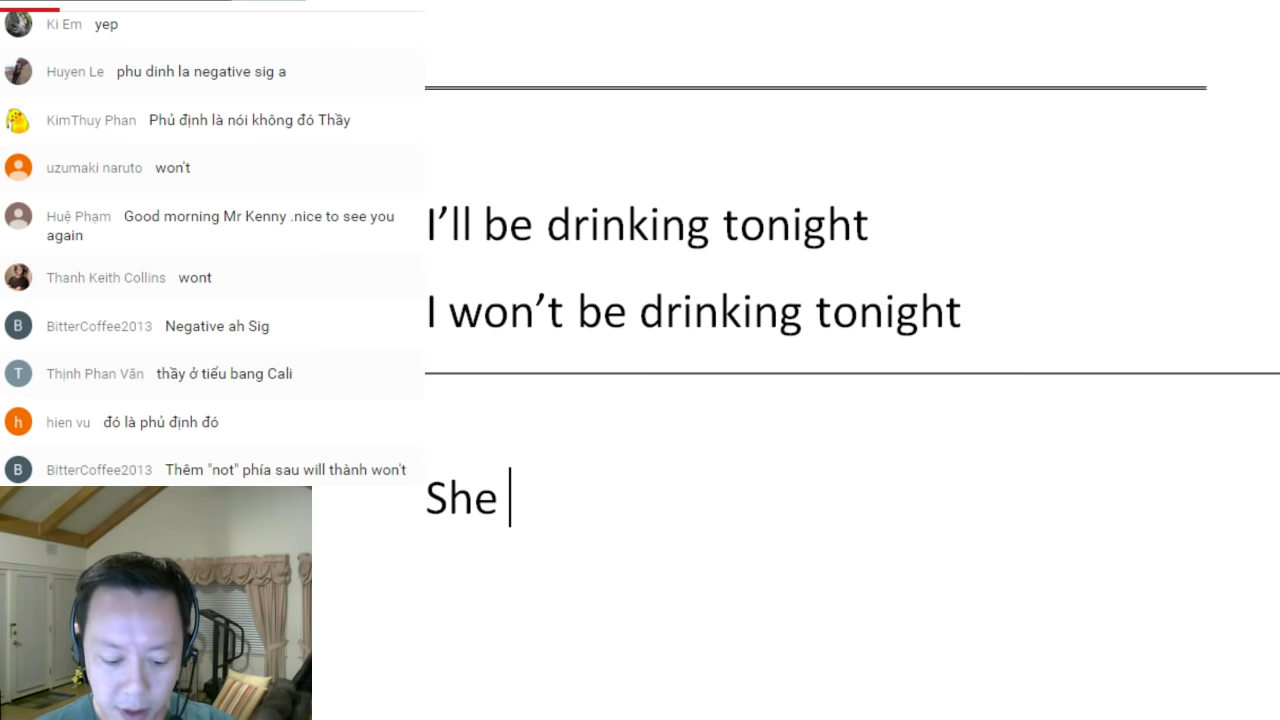 Ki Em yep
Huyen Le phu dinh la negative sig a
KimThuy Phan Phủ định là nói không đó Thầy
uzumaki naruto won't
Huệ Phạm Good morning Mr Kenny .nice to see you
again
Thanh Keith Collins wont
B BitterCoffee2013 Negative ah Sig
T Thịnh Phan Văn thầy ở tiểu bang Cali
h hien vu đó là phủ định đó
B BitterCoffee2013 Thêm "not" phía sau will thành won't
I’ll be drinking tonight
I won’t be drinking tonight
She